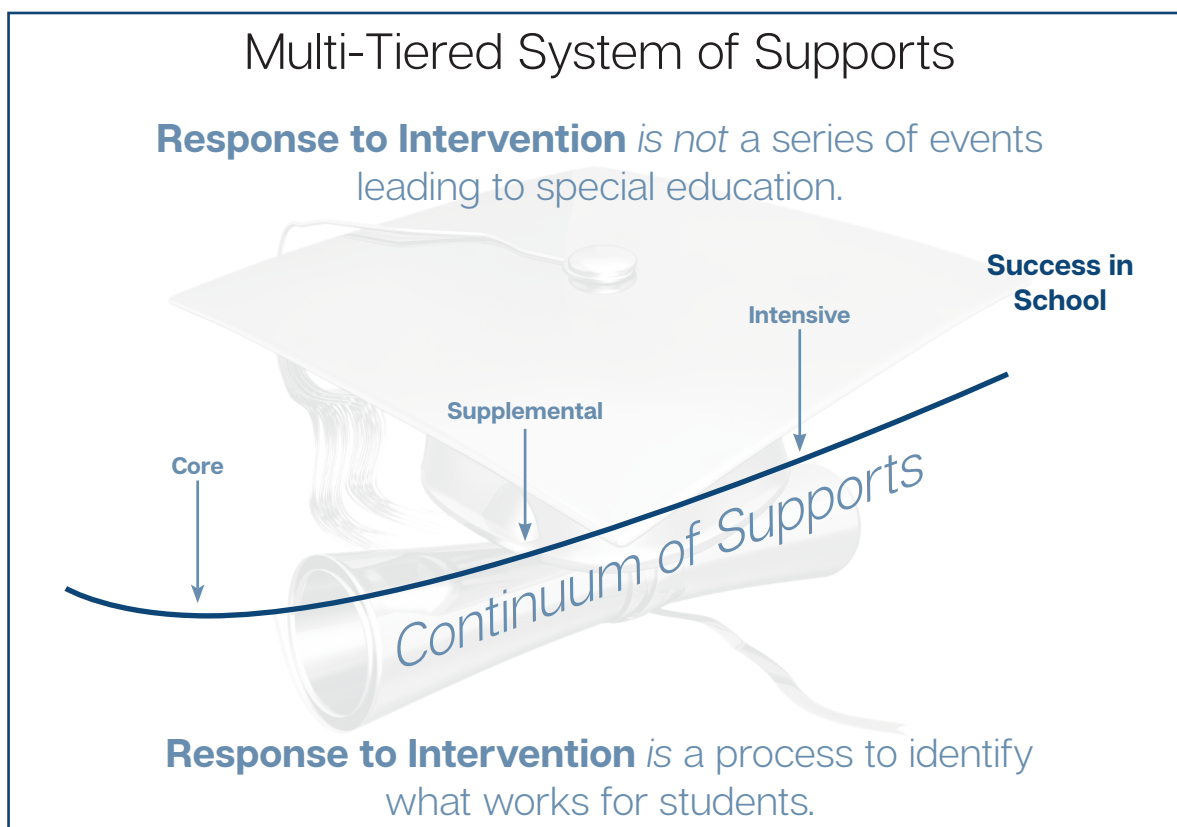 Multi-Tiered System of Supports
Response to Intervention is not a series of events
leading to special education.
Success in
School
Intensive
Supplemental
Core
Continuum of Supports
Response to Intervention is a process to identify
what works for students.